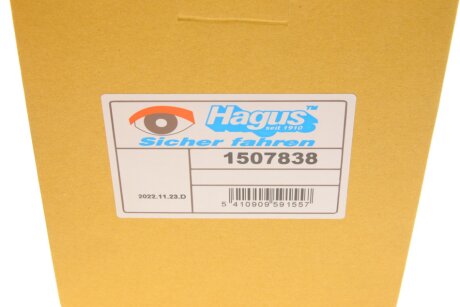 Hagus™
seit 1910
Sicher fahren
1507838
2022.11.23.D
5 410909 591557